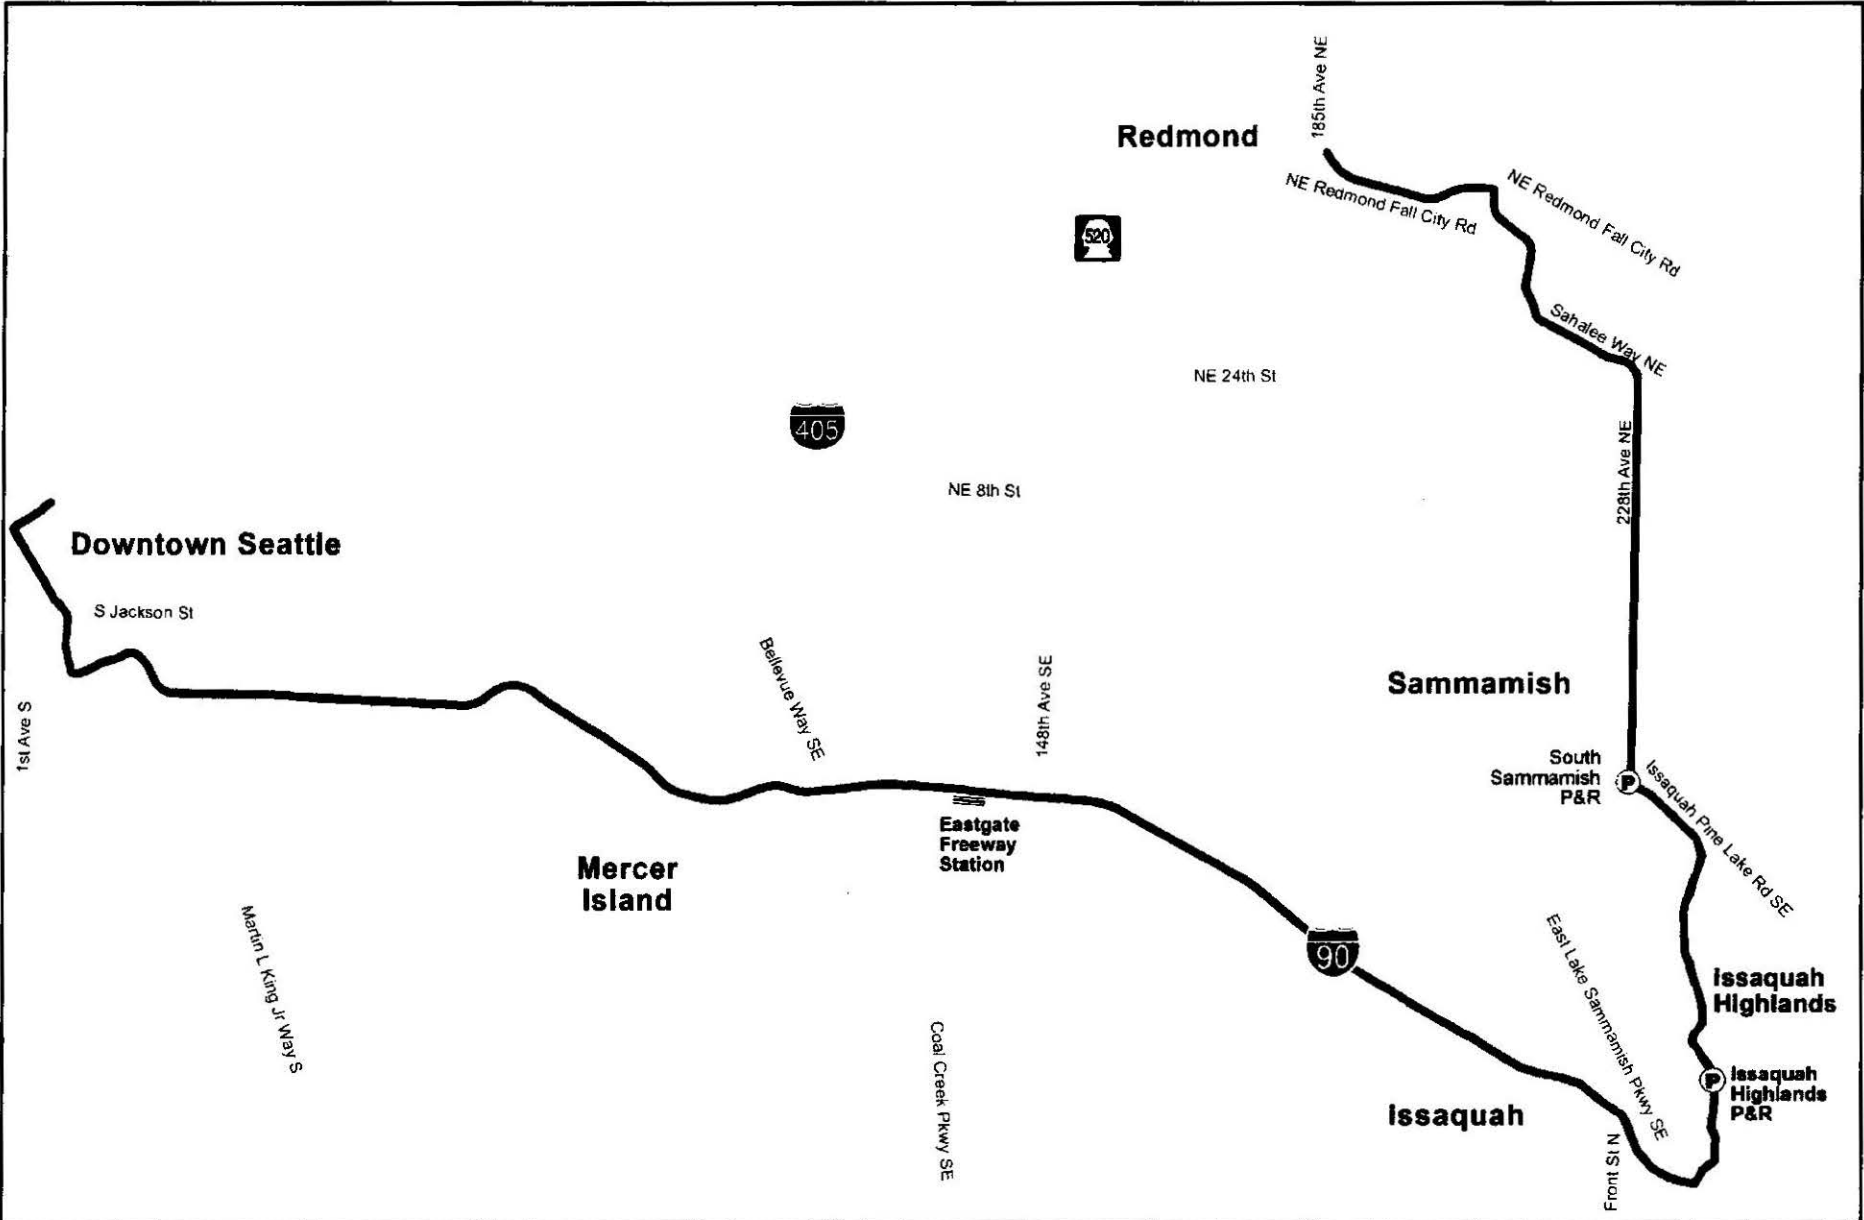 185th Ave NE
Redmond
NE Redmond Fall City Rd
NE Redmond Fall City Rd
520
Sahalee Way NE
NE 24th St
405
228th Ave NE
NE 8th St
Downtown Seattle
S Jackson St
Bellevue Way SE
148th Ave SE
Sammamish
1st Ave S
South
Sammamish
P&R
P
Issaquah Pine Lake Rd SE
Eastgate
Freeway
Station
Mercer
Island
Martin L King Jr Way S
90
East Lake Sammamish Pkwy SE
Issaquah
Highlands
Coal Creek Pkwy SE
P
Issaquah
Highlands
P&R
Issaquah
Front St N